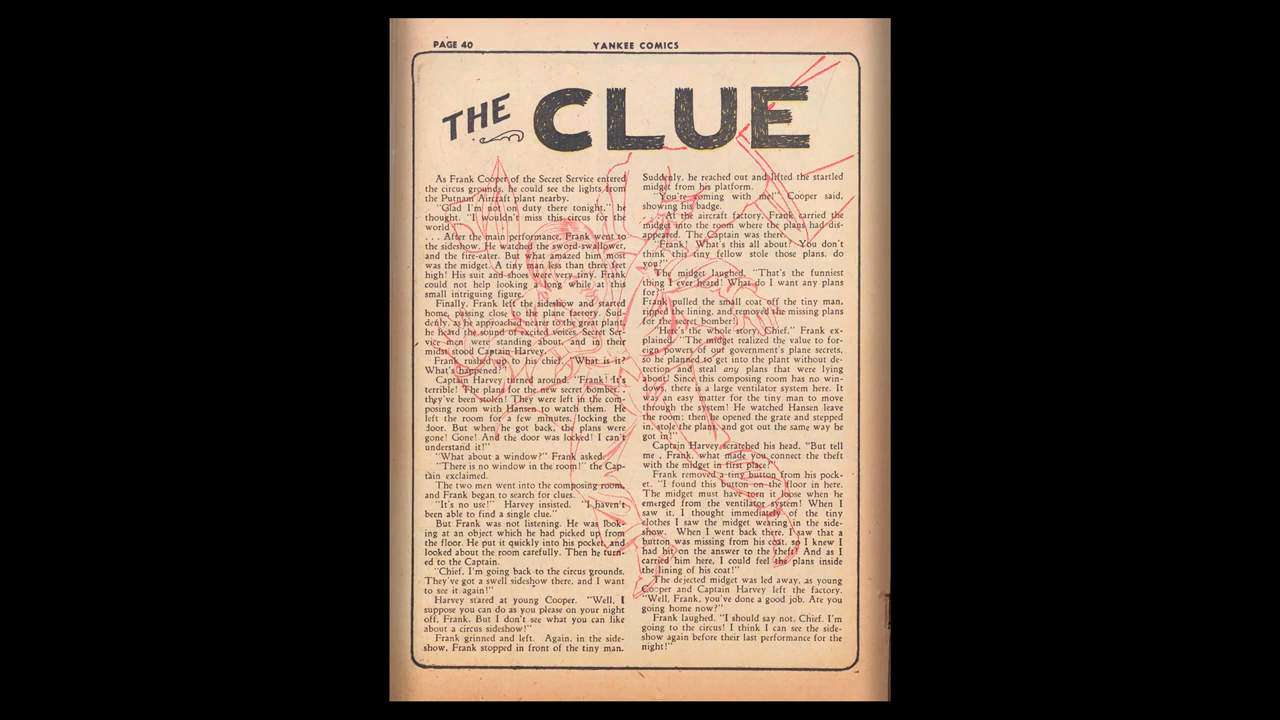 PAGE 40
YANKEE COMICS
THE CLUE
As Frank Cooper of the Secret Service entered
the circus grounds, he could see the lights from
the Putnam Aircraft plant nearby.
"Glad I'm not on duty there tonight," he
thought. "I wouldn't miss this circus for the
world"
. . . After the main performance, Frank went to
the sideshow. He watched the sword-swallower,
and the fire-eater. But what amazed him most
was the midget. A tiny man less than three feet
high! His suit and shoes were very tiny. Frank
could not help looking a long while at this
small intriguing figure.
Finally, Frank left the sideshow and started
home, passing close to the plane factory. Sud-
denly, as he approached nearer to the great plant,
he heard the sound of excited voices. Secret Ser-
vice men were standing about, and in their
midst stood Captain Harvey.
Frank rushed up to his chief. "What is it?
What's happened?"
Captain Harvey turned around. "Frank! It's
terrible! The plans for the new secret bomber. .
they've been stolen! They were left in the com-
posing room with Hansen to watch them. He
left the room for a few minutes, locking the
door. But when he got back, the plans were
gone! Gone! And the door was locked! I can't
understand it!"
"What about a window?" Frank asked.
"There is no window in the room!" the Cap-
tain exclaimed.
The two men went into the composing room,
and Frank began to search for clues.
"It's no use!" Harvey insisted. "I haven't
been able to find a single clue."
But Frank was not listening. He was look-
ing at an object which he had picked up from
the floor. He put it quickly into his pocket, and
looked about the room carefully. Then he turn-
ed to the Captain.
"Chief, I'm going back to the circus grounds.
They've got a swell sideshow there, and I want
to see it again!"
Harvey stared at young Cooper. "Well, I
suppose you can do as you please on your night
off, Frank. But I don't see what you can like
about a circus sideshow!"
Frank grinned and left. Again, in the side-
show, Frank stopped in front of the tiny man.
Suddenly, he reached out and lifted the startled
midget from his platform.
"You're coming with me!" Cooper said,
showing his badge.
At the aircraft factory, Frank carried the
midget into the room where the plans had dis-
appeared. The Captain was there.
"Frank! What's this all about? You don't
think this tiny fellow stole those plans, do
you?"
The midget laughed. "That's the funniest
thing I ever heard! What do I want any plans
for?"
Frank pulled the small coat off the tiny man,
ripped the lining, and removed the missing plans
for the secret bomber!
"Here's the whole story, Chief," Frank ex-
plained. "The midget realized the value to for-
eign powers of our government's plane secrets,
so he planned to get into the plant without de-
tection and steal any plans that were lying
about! Since this composing room has no win-
dows, there is a large ventilator system here. It
was an easy matter for the tiny man to move
through the system! He watched Hansen leave
the room; then he opened the grate and stepped
in, stole the plans, and got out the same way he
got in!"
Captain Harvey scratched his head. "But tell
me , Frank, what made you connect the theft
with the midget in first place?"
Frank removed a tiny button from his pock-
et. "I found this button on the floor in here.
The midget must have torn it loose when he
emerged from the ventilator system! When I
saw it, I thought immediately of the tiny
clothes I saw the midget wearing in the side-
show. When I went back there, I saw that a
button was missing from his coat, so I knew I
had hit on the answer to the theft! And as I
carried him here, I could feel the plans inside
the lining of his coat!"
The dejected midget was led away, as young
Cooper and Captain Harvey left the factory.
"Well, Frank, you've done a good job. Are you
going home now?"
Frank laughed. "I should say not, Chief. I'm
going to the circus! I think I can see the side-
show again before their last performance for the
night!"